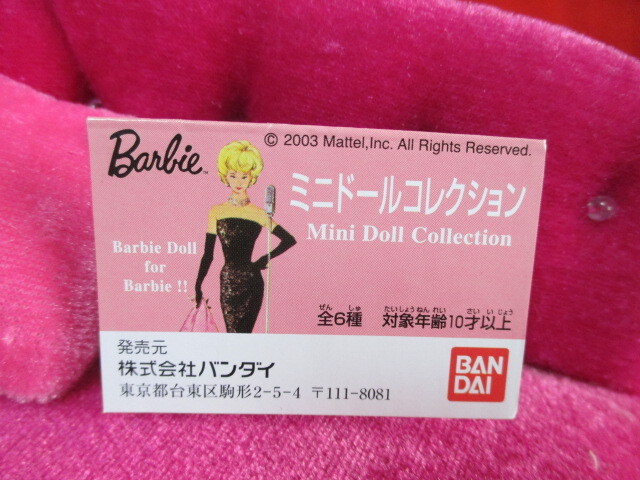 © 2003 Mattel,Inc. All Rights Reserved.
Barbie™
ミニドールコレクション
Mini Doll Collection
Barbie Doll
for
Barbie !!
ぜん しゅ たいしょうねんれい さい いじょう
全6種 対象年齢10才以上
発売元
株式会社バンダイ
東京都台東区駒形2-5-4 〒111-8081
BAN
DAI